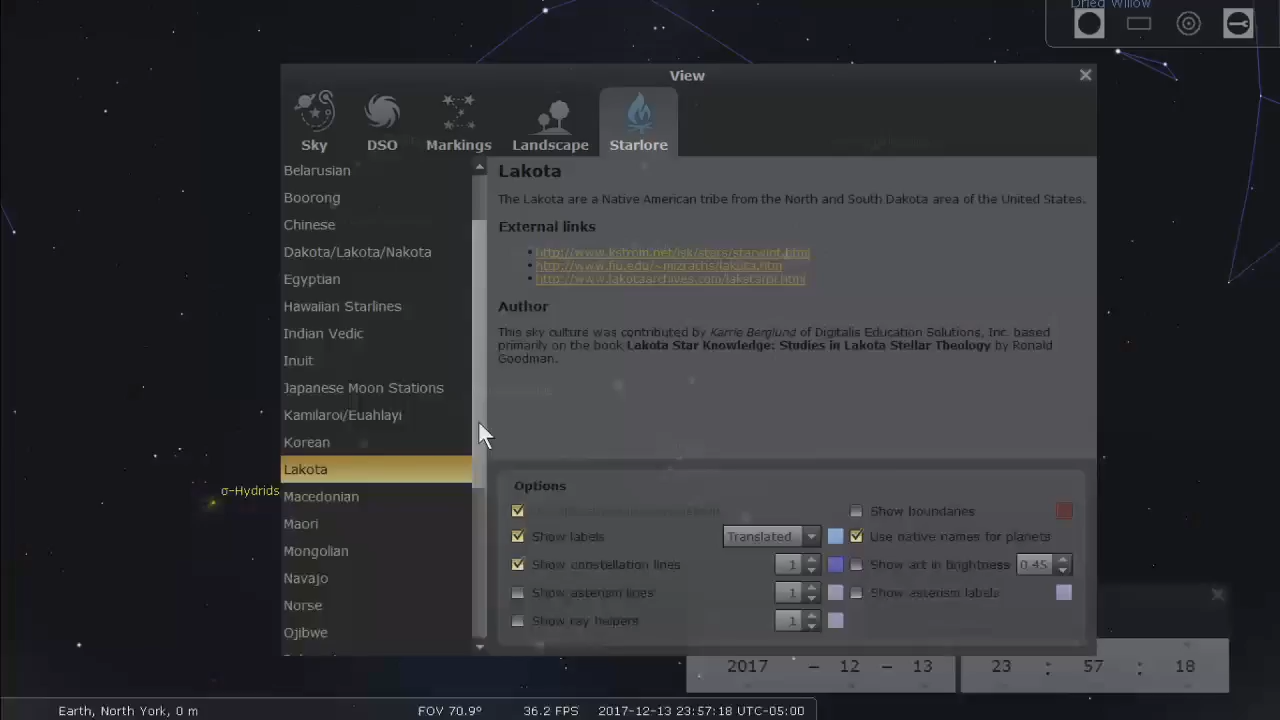 Dried Willow
View
Sky
DSO
Markings
Landscape
Starlore
Belarusian
Boorong
Chinese
Dakota/Lakota/Nakota
Egyptian
Hawaiian Starlines
Indian Vedic
Inuit
Japanese Moon Stations
Kamilaroi/Euahlayi
Korean
Lakota
Macedonian
Maori
Mongolian
Navajo
Norse
Ojibwe
Lakota
The Lakota are a Native American tribe from the North and South Dakota area of the United States.
External links
Author
This sky culture was contributed by Karrie Berglund of Digitalis Education Solutions, Inc. based
primarily on the book Lakota Star Knowledge: Studies in Lakota Stellar Theology by Ronald
Goodman.
Options
Show labels
Translated
Show constellation lines
1
Show asterism lines
1
Show ray helpers
1
Show boundaries
Use native names for planets
Show art in brightness
0.45
Show asterism labels
σ-Hydrids
2017 – 12 – 13
23 : 57 : 18
Earth, North York, 0 m
FOV 70.9°
36.2 FPS
2017-12-13 23:57:18 UTC-05:00